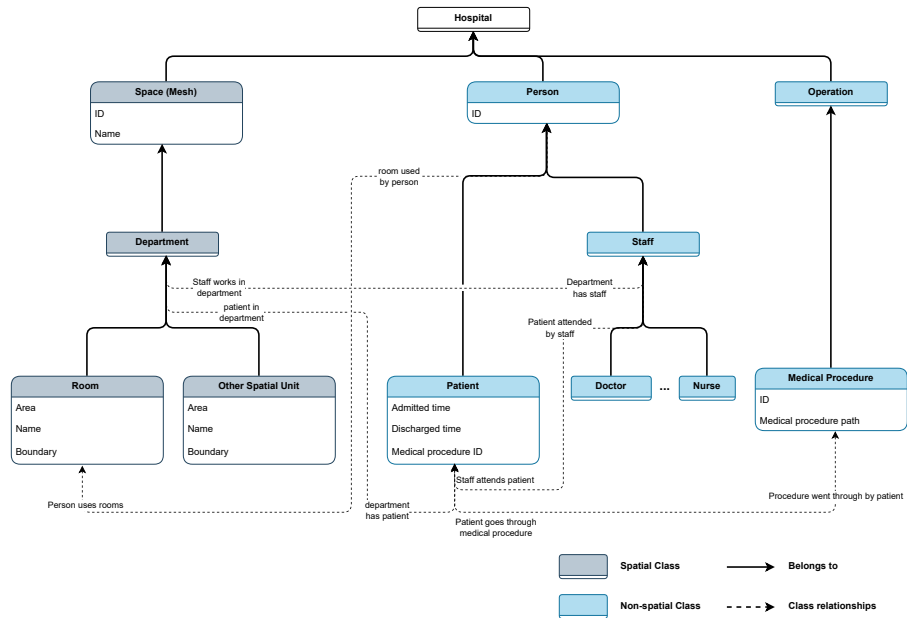 Hospital
Space (Mesh)
ID
Name
Person
ID
Operation
room used
by person
Department
Staff
Staff works in
department
Department
has staff
patient in
department
Patient attended
by staff
Room
Area
Name
Boundary
Other Spatial Unit
Area
Name
Boundary
Patient
Admitted time
Discharged time
Medical procedure ID
Doctor
...
Nurse
Medical Procedure
ID
Medical procedure path
Person uses rooms
department
has patient
Staff attends patient
Patient goes through
medical procedure
Procedure went through by patient
Spatial Class
Belongs to
Non-spatial Class
Class relationships